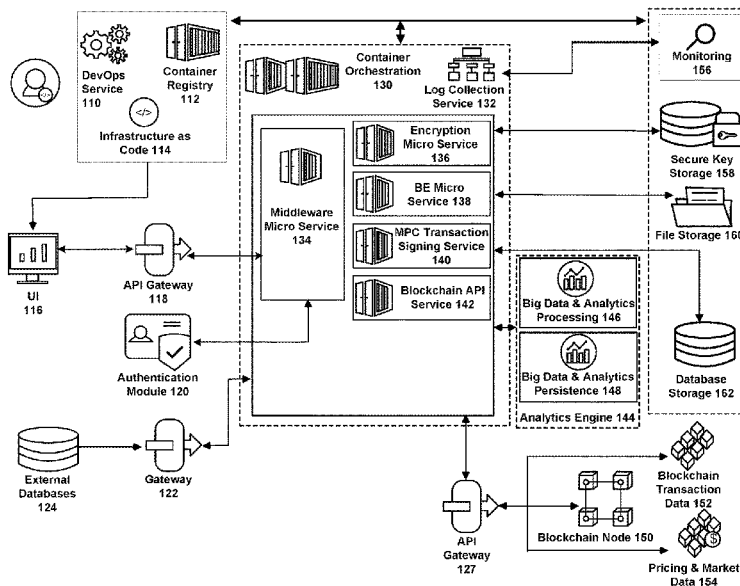 DevOps
Service
110
Container
Registry
112
</>
Infrastructure as
Code 114
Container
Orchestration
130
Log Collection
Service 132
Monitoring
156
Secure Key
Storage 158
File Storage 160
Database
Storage 162
Middleware
Micro Service
134
Encryption
Micro Service
136
BE Micro
Service 138
MPC Transaction
Signing Service
140
Blockchain API
Service 142
UI
116
API Gateway
118
Authentication
Module 120
External
Databases
124
Gateway
122
Big Data & Analytics
Processing 146
Big Data & Analytics
Persistence 148
Analytics Engine 144
API
Gateway
127
Blockchain Node 150
Blockchain
Transaction
Data 152
$
Pricing & Market
Data 154